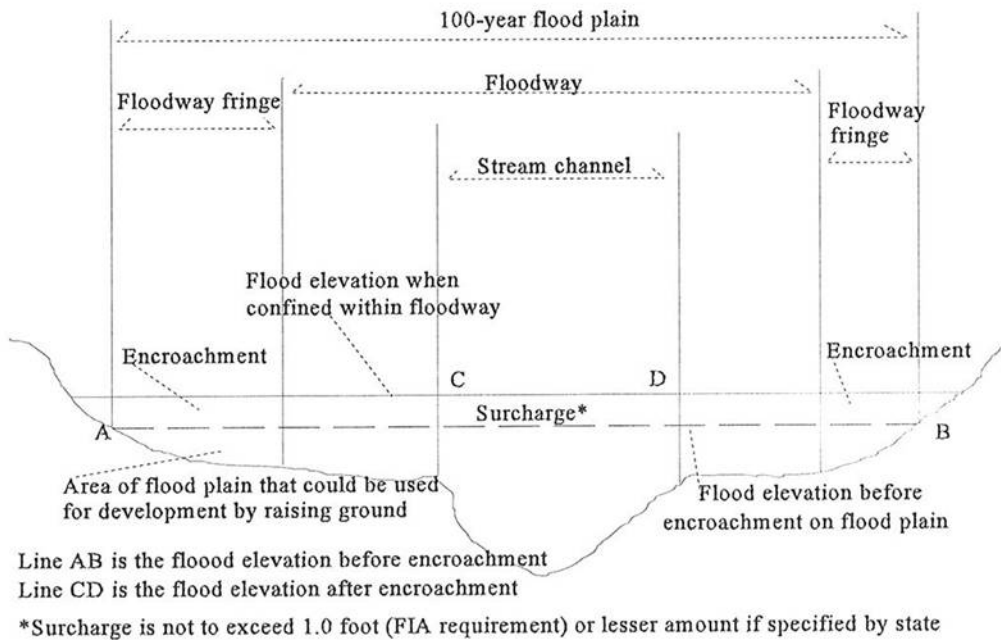 100-year flood plain
Floodway fringe
Floodway
Floodway
fringe
Stream channel
Flood elevation when
confined within floodway
Encroachment
Encroachment
C
D
Surcharge*
A
B
Area of flood plain that could be used
for development by raising ground
Flood elevation before
encroachment on flood plain
Line AB is the floood elevation before encroachment
Line CD is the flood elevation after encroachment
*Surcharge is not to exceed 1.0 foot (FIA requirement) or lesser amount if specified by state